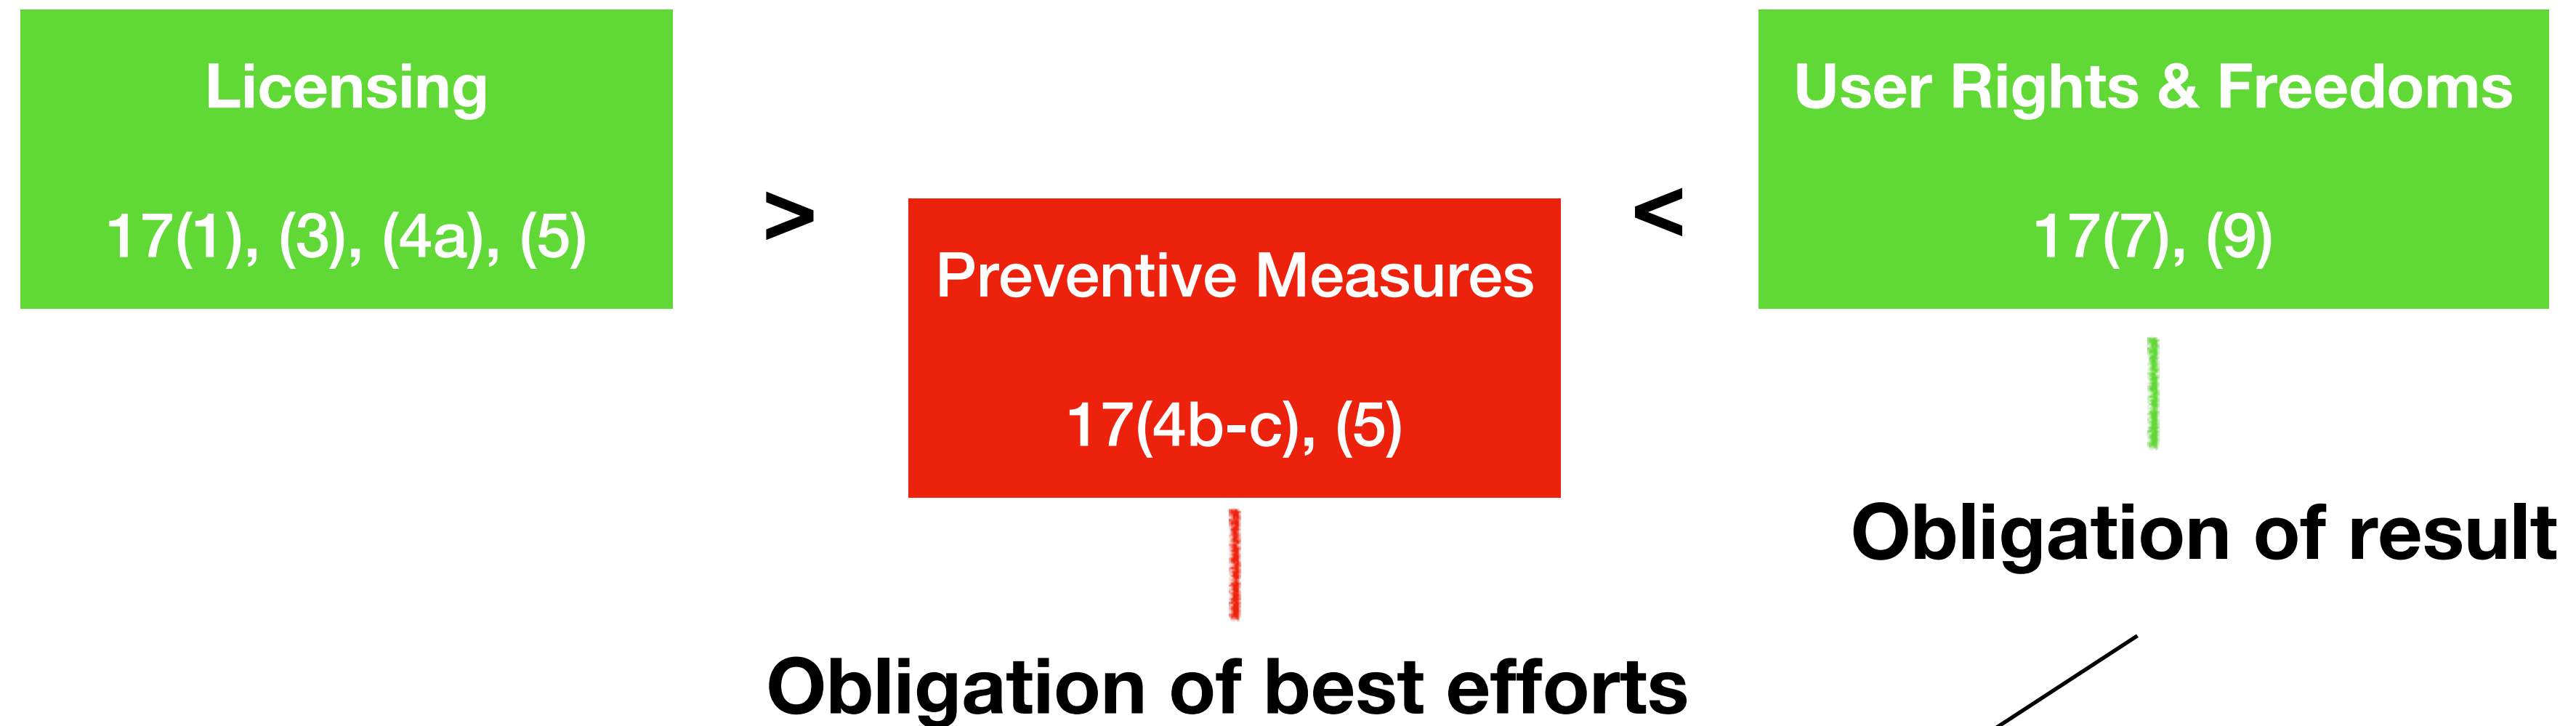 Licensing
17(1), (3), (4a), (5)
>
Preventive Measures
17(4b-c), (5)
<
User Rights & Freedoms
17(7), (9)
Obligation of result
Obligation of best efforts